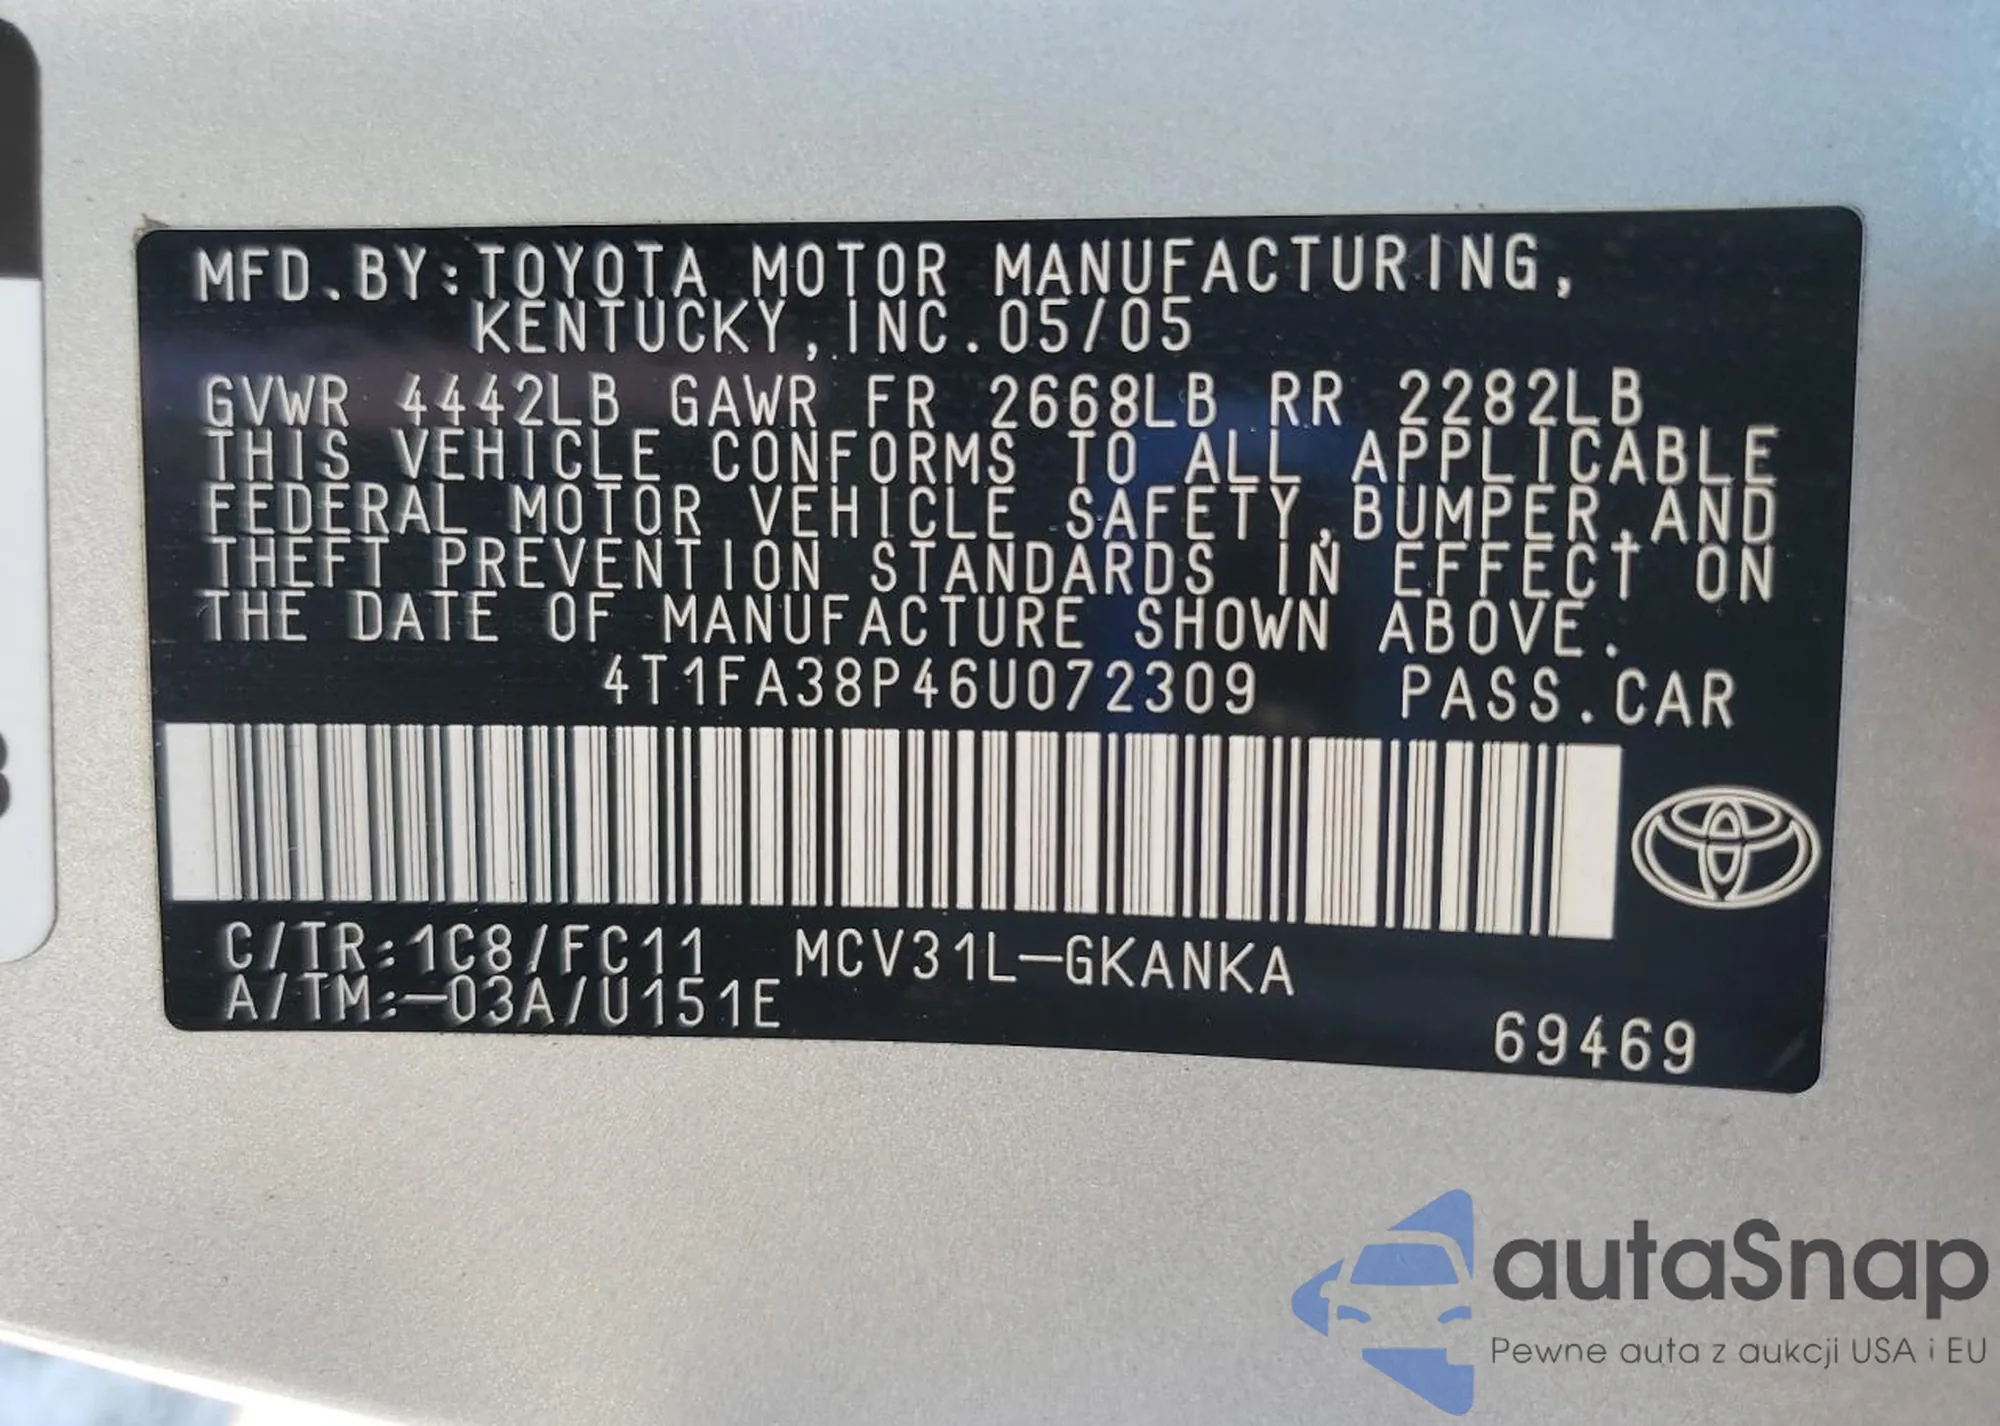 MFD.BY:TOYOTA MOTOR MANUFACTURING,
KENTUCKY,INC.05/05
GVWR 4442LB GAWR FR 2668LB RR 2282LB
THIS VEHICLE CONFORMS TO ALL APPLICABLE
FEDERAL MOTOR VEHICLE SAFETY,BUMPER,AND
THEFT PREVENTION STANDARDS IN EFFECT ON
THE DATE OF MANUFACTURE SHOWN ABOVE.
4T1FA38P46U072309 PASS.CAR
C/TR:1C8/FC11 MCV31L-GKANKA
A/TM:-03A/U151E
69469
autaSnap
Pewne auta z aukcji USA i EU